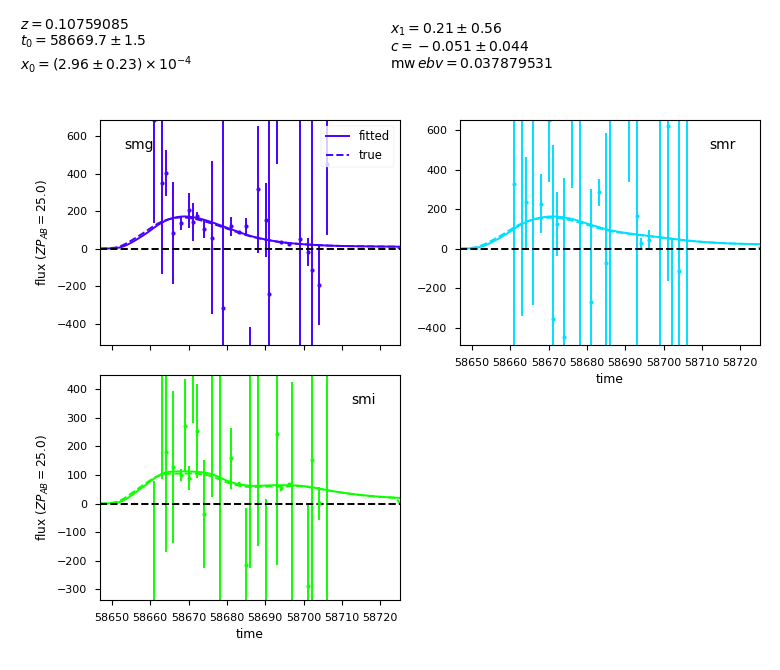 z = 0.10759085
t₀ = 58669.7 ± 1.5
x₀ = (2.96 ± 0.23) × 10⁻⁴
x₁ = 0.21 ± 0.56
c = −0.051 ± 0.044
mw ebv = 0.037879531
smg
fitted
true
600
400
200
0
−200
−400
flux (ZP_AB = 25.0)
smr
600
400
200
0
−200
−400
58650 58660 58670 58680 58690 58700 58710 58720
time
smi
400
300
200
100
0
−100
−200
−300
flux (ZP_AB = 25.0)
58650 58660 58670 58680 58690 58700 58710 58720
time